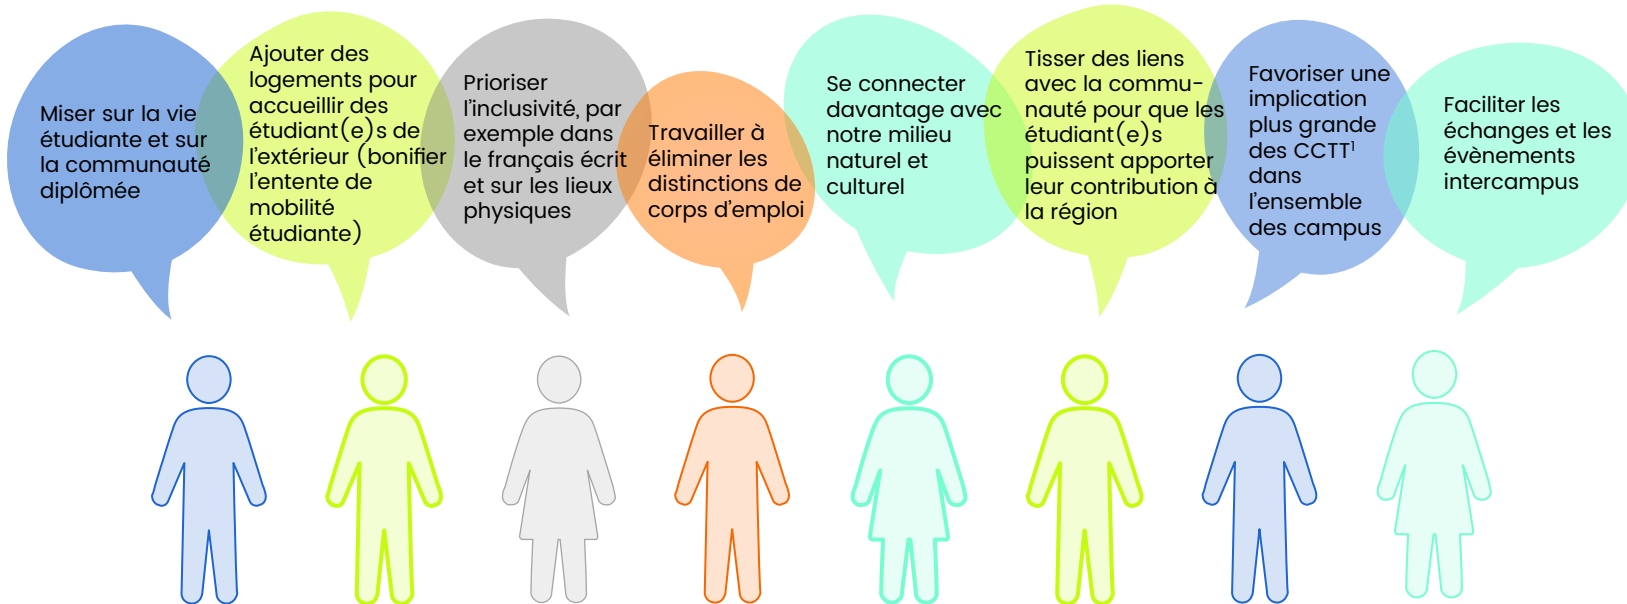 Miser sur la vie
étudiante et sur
la communauté
diplômée
Ajouter des
logements pour
accueillir des
étudiant(e)s de
l'extérieur (bonifier
l'entente de
mobilité
étudiante)
Prioriser
l'inclusivité, par
exemple dans
le français écrit
et sur les lieux
physiques
Travailler à
éliminer les
distinctions de
corps d'emploi
Se connecter
davantage avec
notre milieu
naturel et
culturel
Tisser des liens
avec la commu-
nauté pour que les
étudiant(e)s
puissent apporter
leur contribution à
la région
Favoriser une
implication
plus grande
des CCTT¹
dans
l'ensemble
des campus
Faciliter les
échanges et les
évènements
intercampus